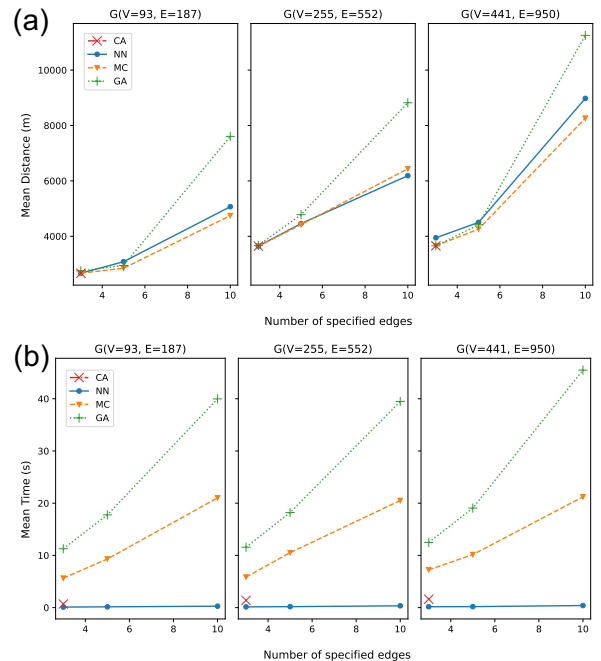 (a)
G(V=93, E=187)
G(V=255, E=552)
G(V=441, E=950)
CA
NN
MC
GA
Mean Distance (m)
10000
8000
6000
4000
4 6 8 10
4 6 8 10
4 6 8 10
Number of specified edges
(b)
G(V=93, E=187)
G(V=255, E=552)
G(V=441, E=950)
CA
NN
MC
GA
Mean Time (s)
40
30
20
10
0
4 6 8 10
4 6 8 10
4 6 8 10
Number of specified edges